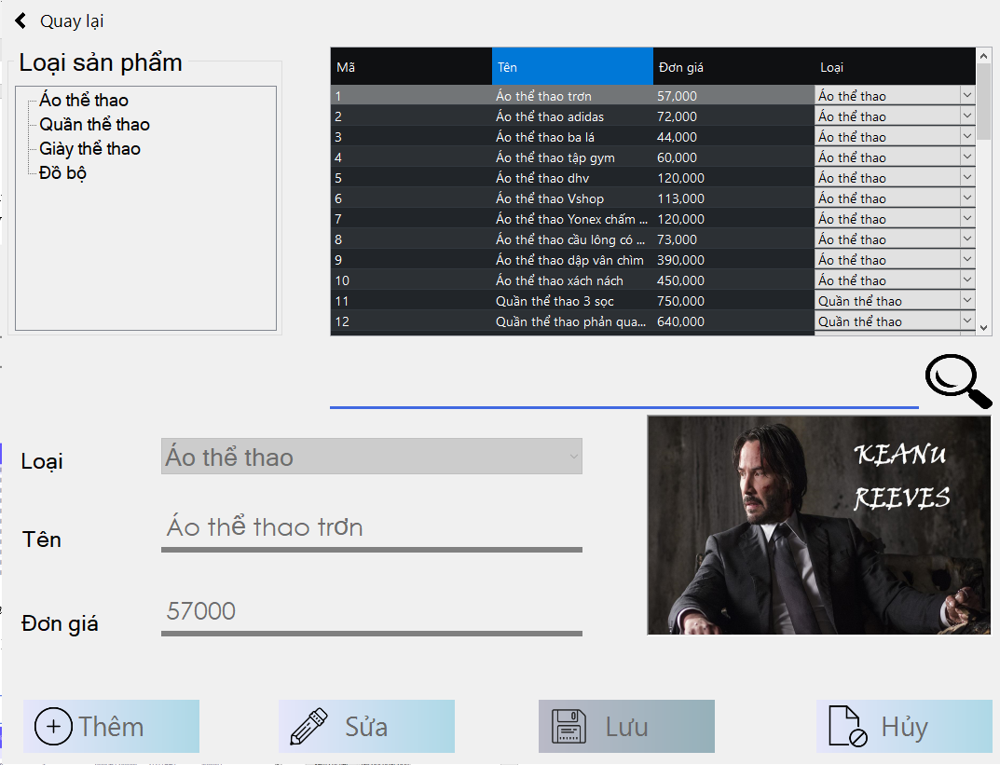 Quay lại
Loại sản phẩm
Áo thể thao
Quần thể thao
Giày thể thao
Đồ bộ
Mã Tên Đơn giá Loại
1 Áo thể thao trơn 57,000 Áo thể thao
2 Áo thể thao adidas 72,000 Áo thể thao
3 Áo thể thao ba lá 44,000 Áo thể thao
4 Áo thể thao tập gym 60,000 Áo thể thao
5 Áo thể thao dhv 120,000 Áo thể thao
6 Áo thể thao Vshop 113,000 Áo thể thao
7 Áo thể thao Yonex chấm ... 120,000 Áo thể thao
8 Áo thể thao cầu lông có ... 73,000 Áo thể thao
9 Áo thể thao dập vân chìm 390,000 Áo thể thao
10 Áo thể thao xách nách 450,000 Áo thể thao
11 Quần thể thao 3 sọc 750,000 Quần thể thao
12 Quần thể thao phản qua... 640,000 Quần thể thao
Loại Áo thể thao
KEANU
REEVES
Tên Áo thể thao trơn
Đơn giá 57000
Thêm Sửa Lưu Hủy